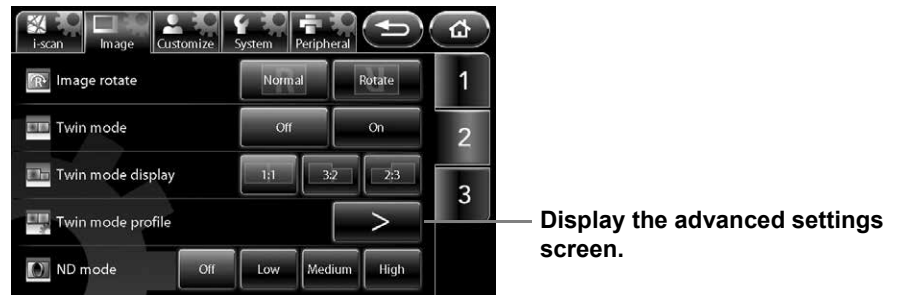 i-scan Image Customize System Peripheral
Image rotate Normal Rotate 1
Twin mode Off On 2
Twin mode display 1:1 3:2 2:3 3
Twin mode profile >
Display the advanced settings
screen.
ND mode Off Low Medium High